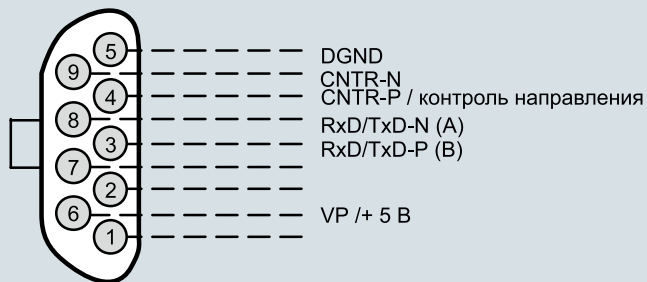 5 DGND
9 CNTR-N
4 CNTR-P / контроль направления
8 RxD/TxD-N (A)
3 RxD/TxD-P (B)
7
2
6 VP /+ 5 В
1